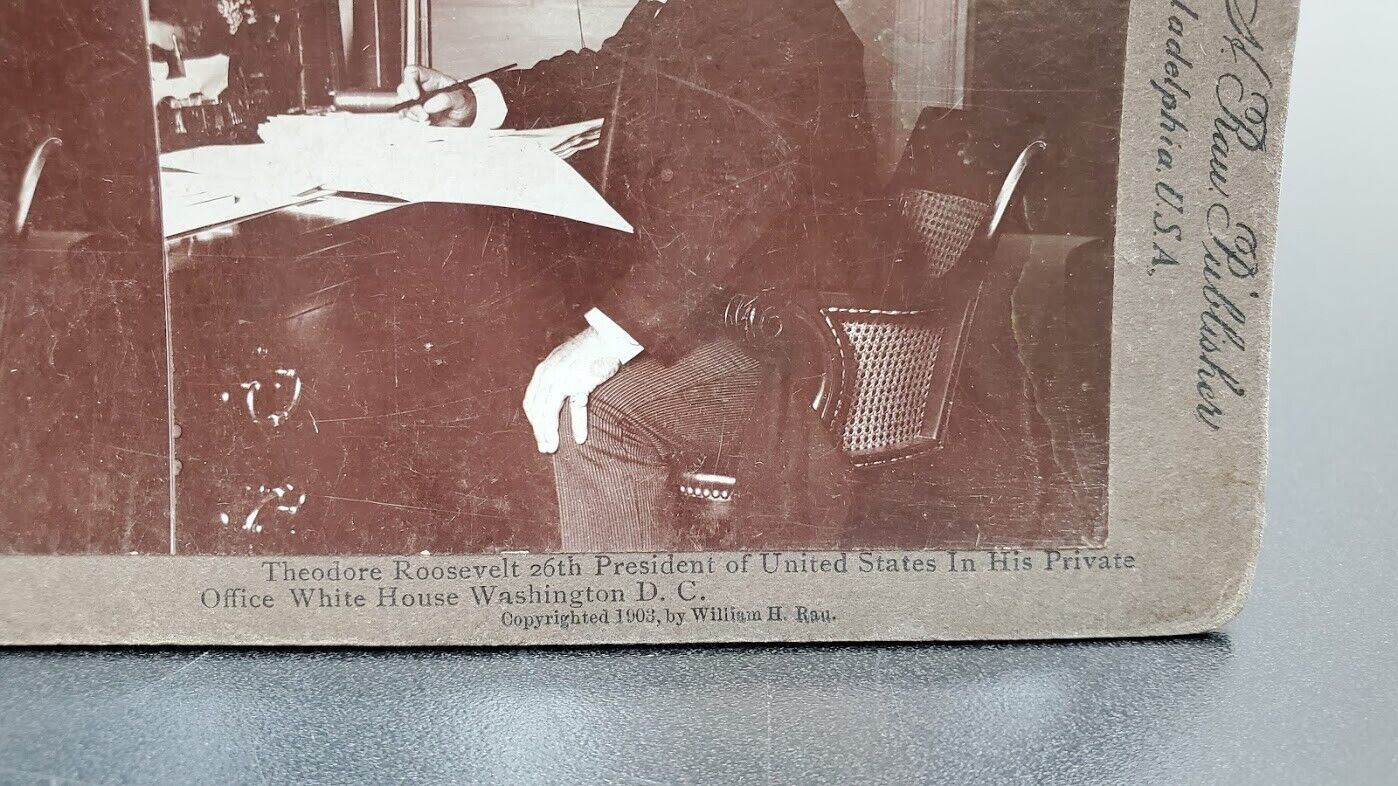 Theodore Roosevelt 26th President of United States In His Private
Office White House Washington D. C.
Copyrighted 1903, by William H. Rau.
H. Rau, Publisher
ladelphia. U.S.A.